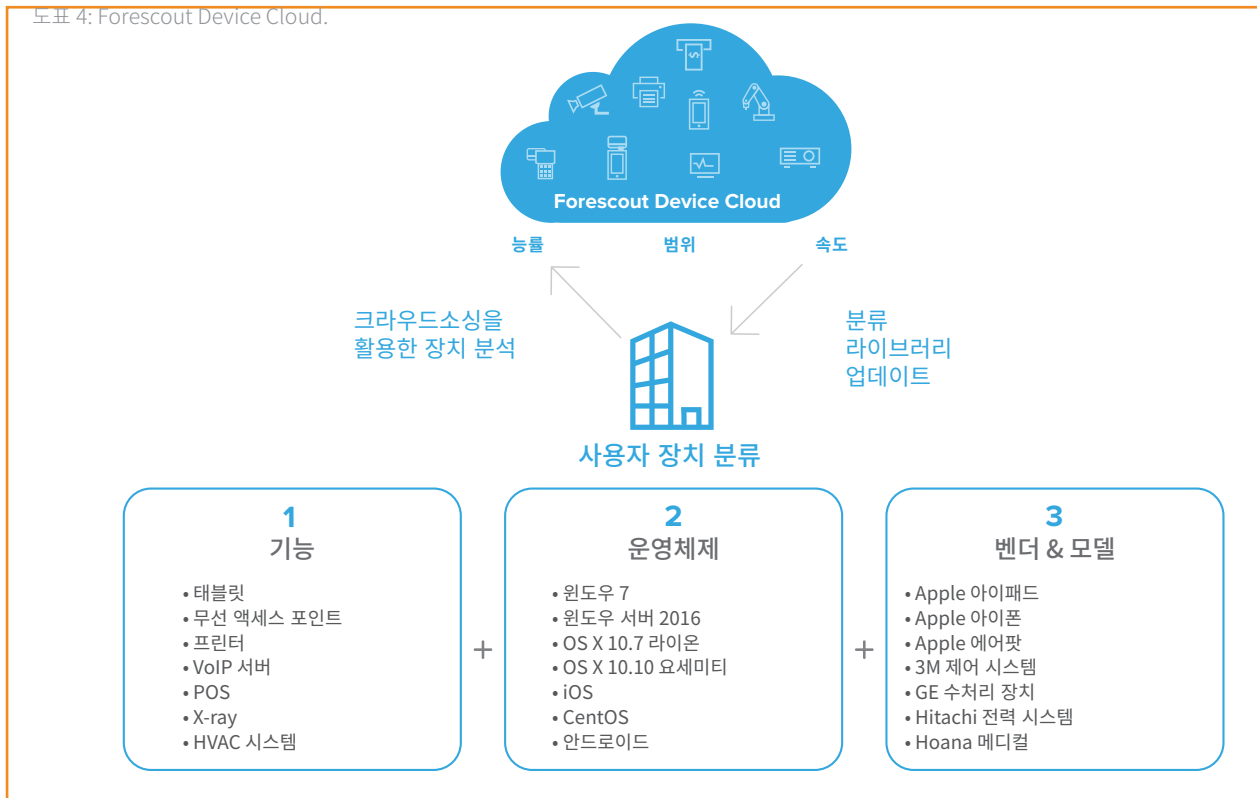 도표 4: Forescout Device Cloud.
Forescout Device Cloud
능률 범위 속도
크라우드소싱을
활용한 장치 분석
분류
라이브러리
업데이트
사용자 장치 분류
1
기능
• 태블릿
• 무선 액세스 포인트
• 프린터
• VoIP 서버
• POS
• X-ray
• HVAC 시스템
+
2
운영체제
• 윈도우 7
• 윈도우 서버 2016
• OS X 10.7 라이온
• OS X 10.10 요세미티
• iOS
• CentOS
• 안드로이드
+
3
벤더 & 모델
• Apple 아이패드
• Apple 아이폰
• Apple 에어팟
• 3M 제어 시스템
• GE 수처리 장치
• Hitachi 전력 시스템
• Hoana 메디컬